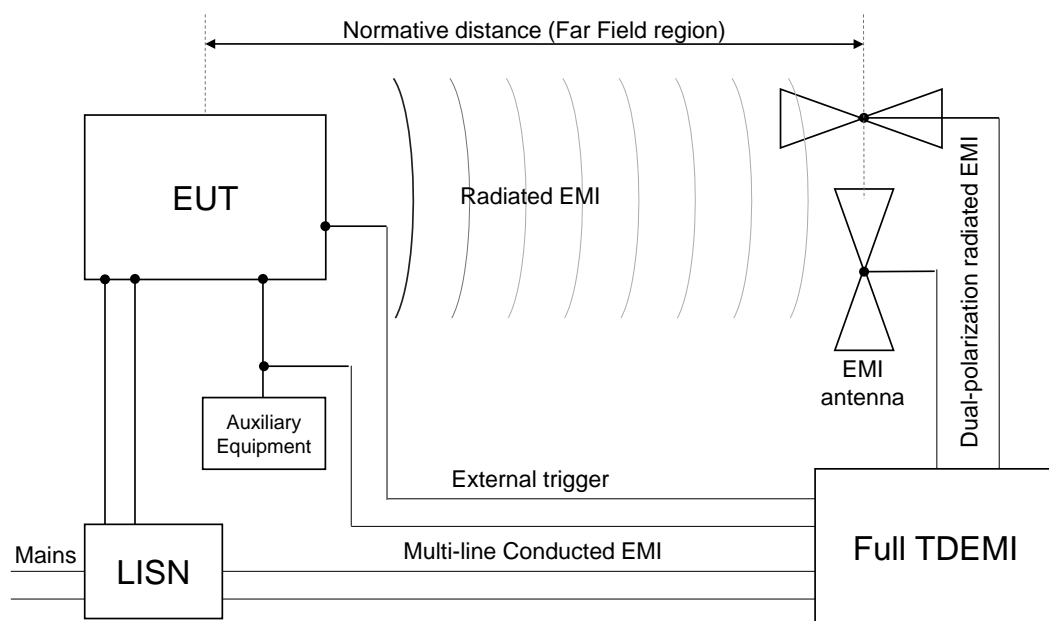 Normative distance (Far Field region)
EUT
Radiated EMI
Dual-polarization radiated EMI
EMI
antenna
Auxiliary
Equipment
External trigger
Mains
LISN
Multi-line Conducted EMI
Full TDEMI